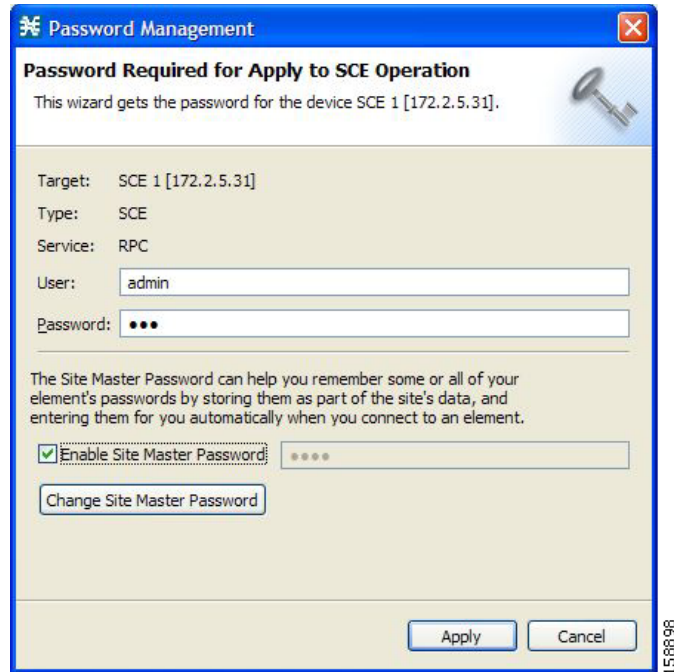 Password Management
Password Required for Apply to SCE Operation
This wizard gets the password for the device SCE 1 [172.2.5.31].
Target: SCE 1 [172.2.5.31]
Type: SCE
Service: RPC
User: admin
Password: •••
The Site Master Password can help you remember some or all of your
element's passwords by storing them as part of the site's data, and
entering them for you automatically when you connect to an element.
Enable Site Master Password ••••
Change Site Master Password
Apply Cancel
158898